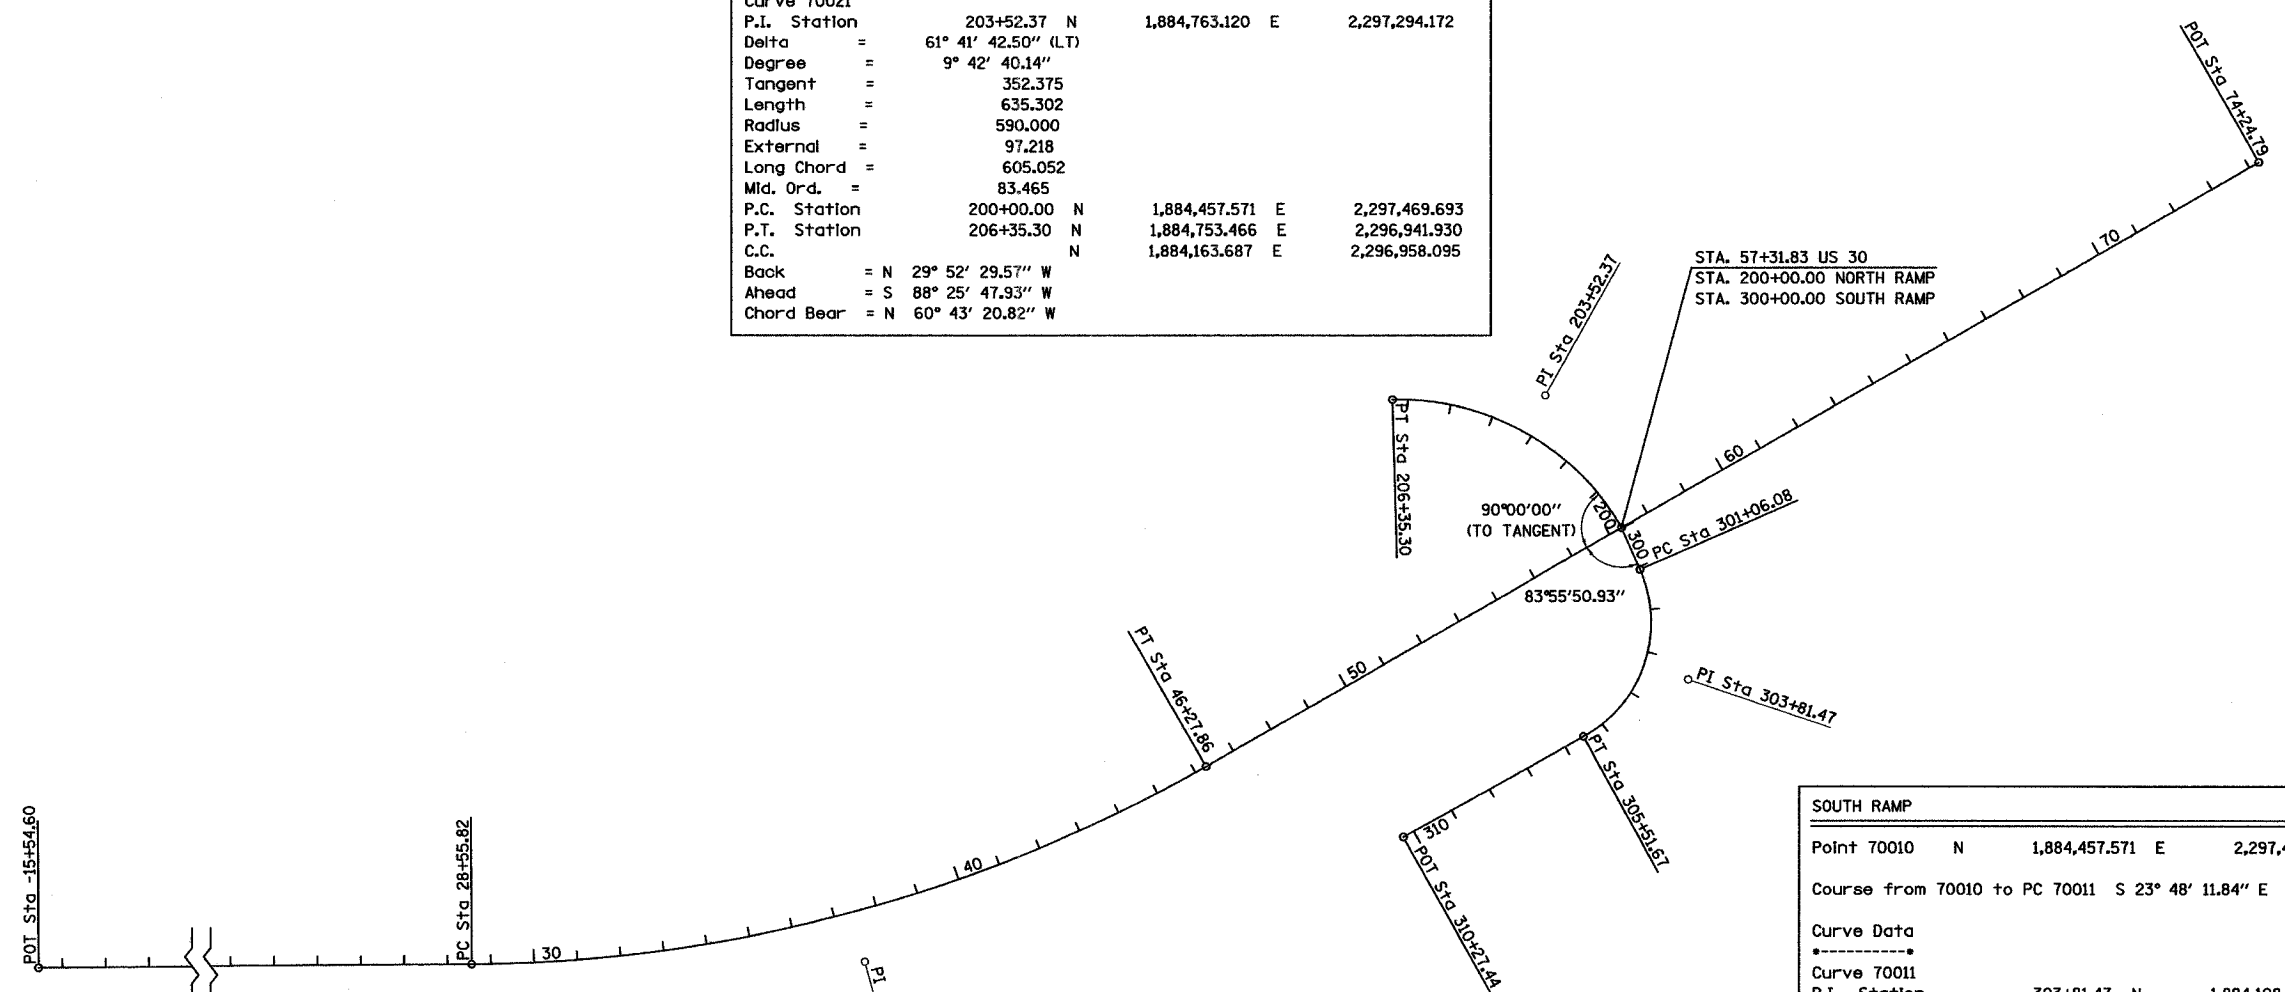 Curve 70021
P.I. Station 203+52.37 N 1,884,763.120 E 2,297,294.172
Delta = 61° 41' 42.50" (LT)
Degree = 9° 42' 40.14"
Tangent = 352.375
Length = 635.302
Radius = 590.000
External = 97.218
Long Chord = 605.052
Mid. Ord. = 83.465
P.C. Station 200+00.00 N 1,884,457.571 E 2,297,469.693
P.T. Station 206+35.30 N 1,884,753.466 E 2,296,941.930
C.C. N 1,884,163.687 E 2,296,958.095
Back = N 29° 52' 29.57" W
Ahead = S 88° 25' 47.93" W
Chord Bear = N 60° 43' 20.82" W
POT Sta 74+24.79
70
STA. 57+31.83 US 30
STA. 200+00.00 NORTH RAMP
STA. 300+00.00 SOUTH RAMP
PI Sta 203+52.37
PT Sta 206+35.30
60
90°00'00"
(TO TANGENT)
200
300
PC Sta 301+06.08
83°55'50.93"
50
PT Sta 46+27.86
PI Sta 303+81.47
PT Sta 305+51.67
310
POT Sta 310+27.44
40
30
PC Sta 28+55.82
POT Sta -15+54.60
PI
SOUTH RAMP
Point 70010 N 1,884,457.571 E 2,297,4
Course from 70010 to PC 70011 S 23° 48' 11.84" E
Curve Data
*----------*
Curve 70011
P.I. Station 303+81.47 N